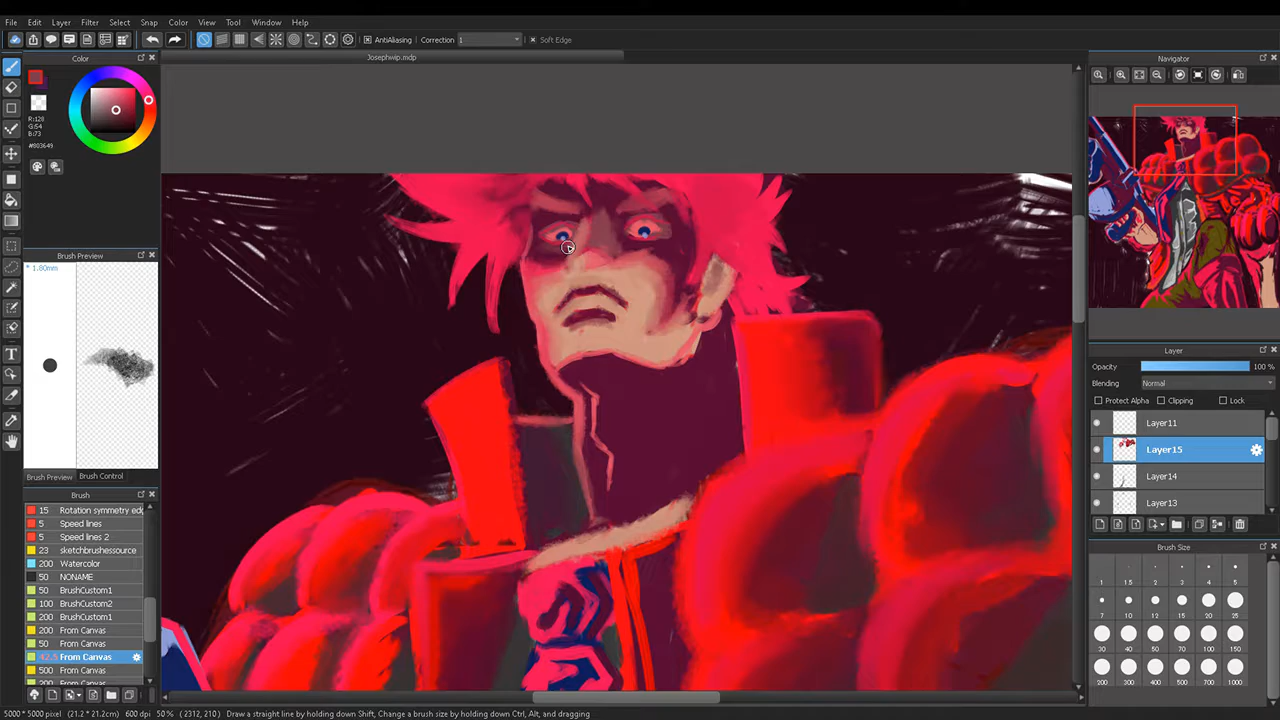 File Edit Layer Filter Select Snap Color View Tool Window Help
AntiAliasing Correction 1 Soft Edge
Color
Josephwip.mdp
Navigator
R:128
G:54
B:73
#803649
Brush Preview
* 1.80mm
Brush Preview Brush Control
Brush
15 Rotation symmetry ed
5 Speed lines
5 Speed lines 2
23 sketchbrushessource
200 Watercolor
50 NONAME
50 BrushCustom1
100 BrushCustom2
200 BrushCustom1
200 From Canvas
50 From Canvas
42.5 From Canvas
500 From Canvas
200 From Canvas
Layer
Opacity 100 %
Blending Normal
Protect Alpha Clipping Lock
Layer11
Layer15
Layer14
Layer13
Brush Size
1 1.5 2 3 4 5
7 10 12 15 20 25
30 40 50 70 100 150
200 300 400 500 700 1000
5000 * 5000 pixel (21.2 * 21.2cm) 600 dpi 50 % ( 2312, 210 ) Draw a straight line by holding down Shift, Change a brush size by holding down Ctrl, Alt, and dragging